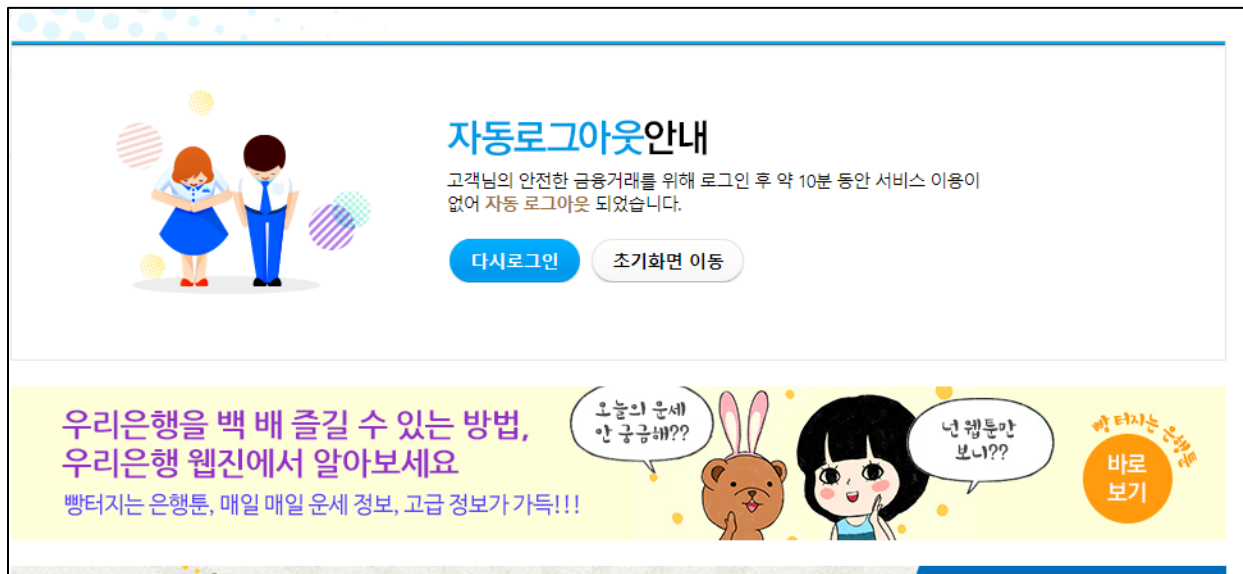 자동로그아웃안내
고객님의 안전한 금융거래를 위해 로그인 후 약 10분 동안 서비스 이용이
없어 자동 로그아웃 되었습니다.
다시로그인
초기화면 이동
우리은행을 백 배 즐길 수 있는 방법,
우리은행 웹진에서 알아보세요
빵터지는 은행툰, 매일 매일 운세 정보, 고급 정보가 가득!!!
오늘의 운세
안 궁금해??
넌 웹툰만
보니??
빵 터지는 은행툰
바로
보기